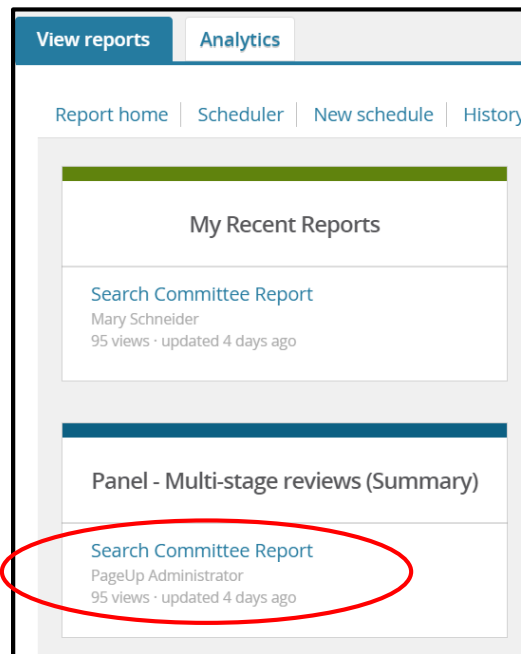 View reports Analytics
Report home Scheduler New schedule History
My Recent Reports
Search Committee Report
Mary Schneider
95 views · updated 4 days ago
Panel - Multi-stage reviews (Summary)
Search Committee Report
PageUp Administrator
95 views · updated 4 days ago